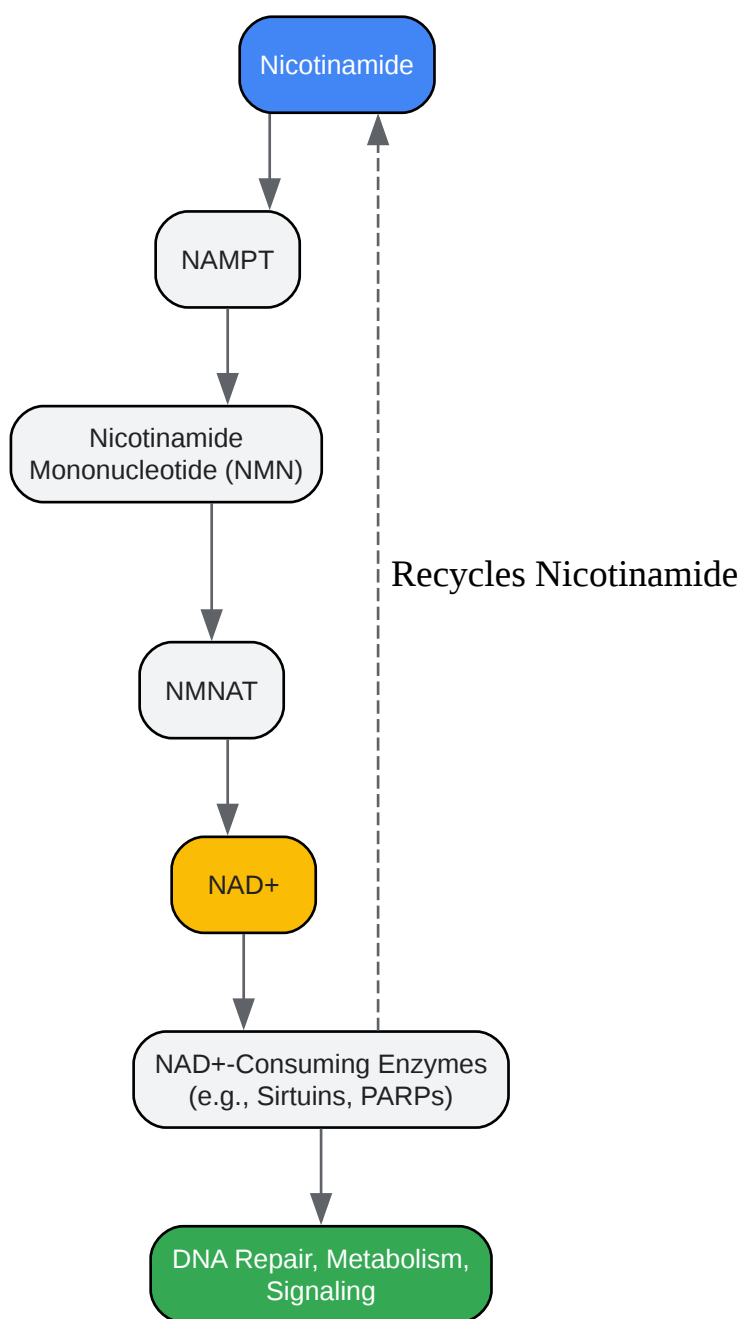 Nicotinamide
NAMPT
Nicotinamide
Mononucleotide (NMN)
Recycles Nicotinamide
NMNAT
NAD+
NAD+-Consuming Enzymes
(e.g., Sirtuins, PARPs)
DNA Repair, Metabolism,
Signaling